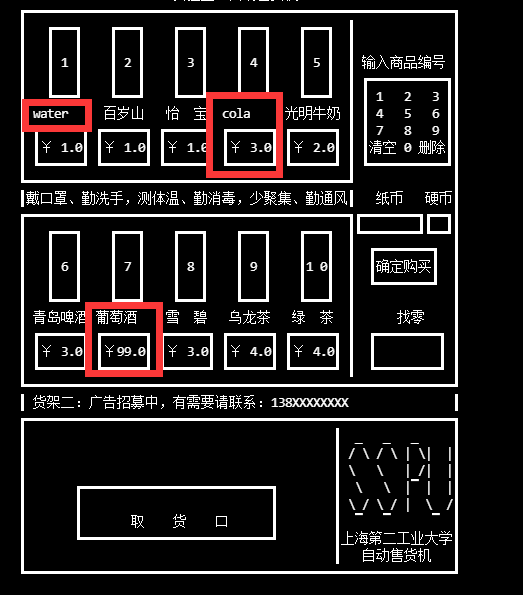 1 2 3 4 5 输入商品编号
water 百岁山 怡 宝 cola 光明牛奶
1 2 3
4 5 6
7 8 9
清空 0 删除
¥ 1.0 ¥ 1.0 ¥ 1.0 ¥ 3.0 ¥ 2.0
戴口罩、勤洗手,测体温、勤消毒,少聚集、勤通风
纸币 硬币
6 7 8 9 10
确定购买
青岛啤酒 葡萄酒 雪 碧 乌龙茶 绿 茶 找零
¥ 3.0 ¥99.0 ¥ 3.0 ¥ 4.0 ¥ 4.0
货架二:广告招募中,有需要请联系:138XXXXXXXX
SSPU
取 货 口
上海第二工业大学
自动售货机